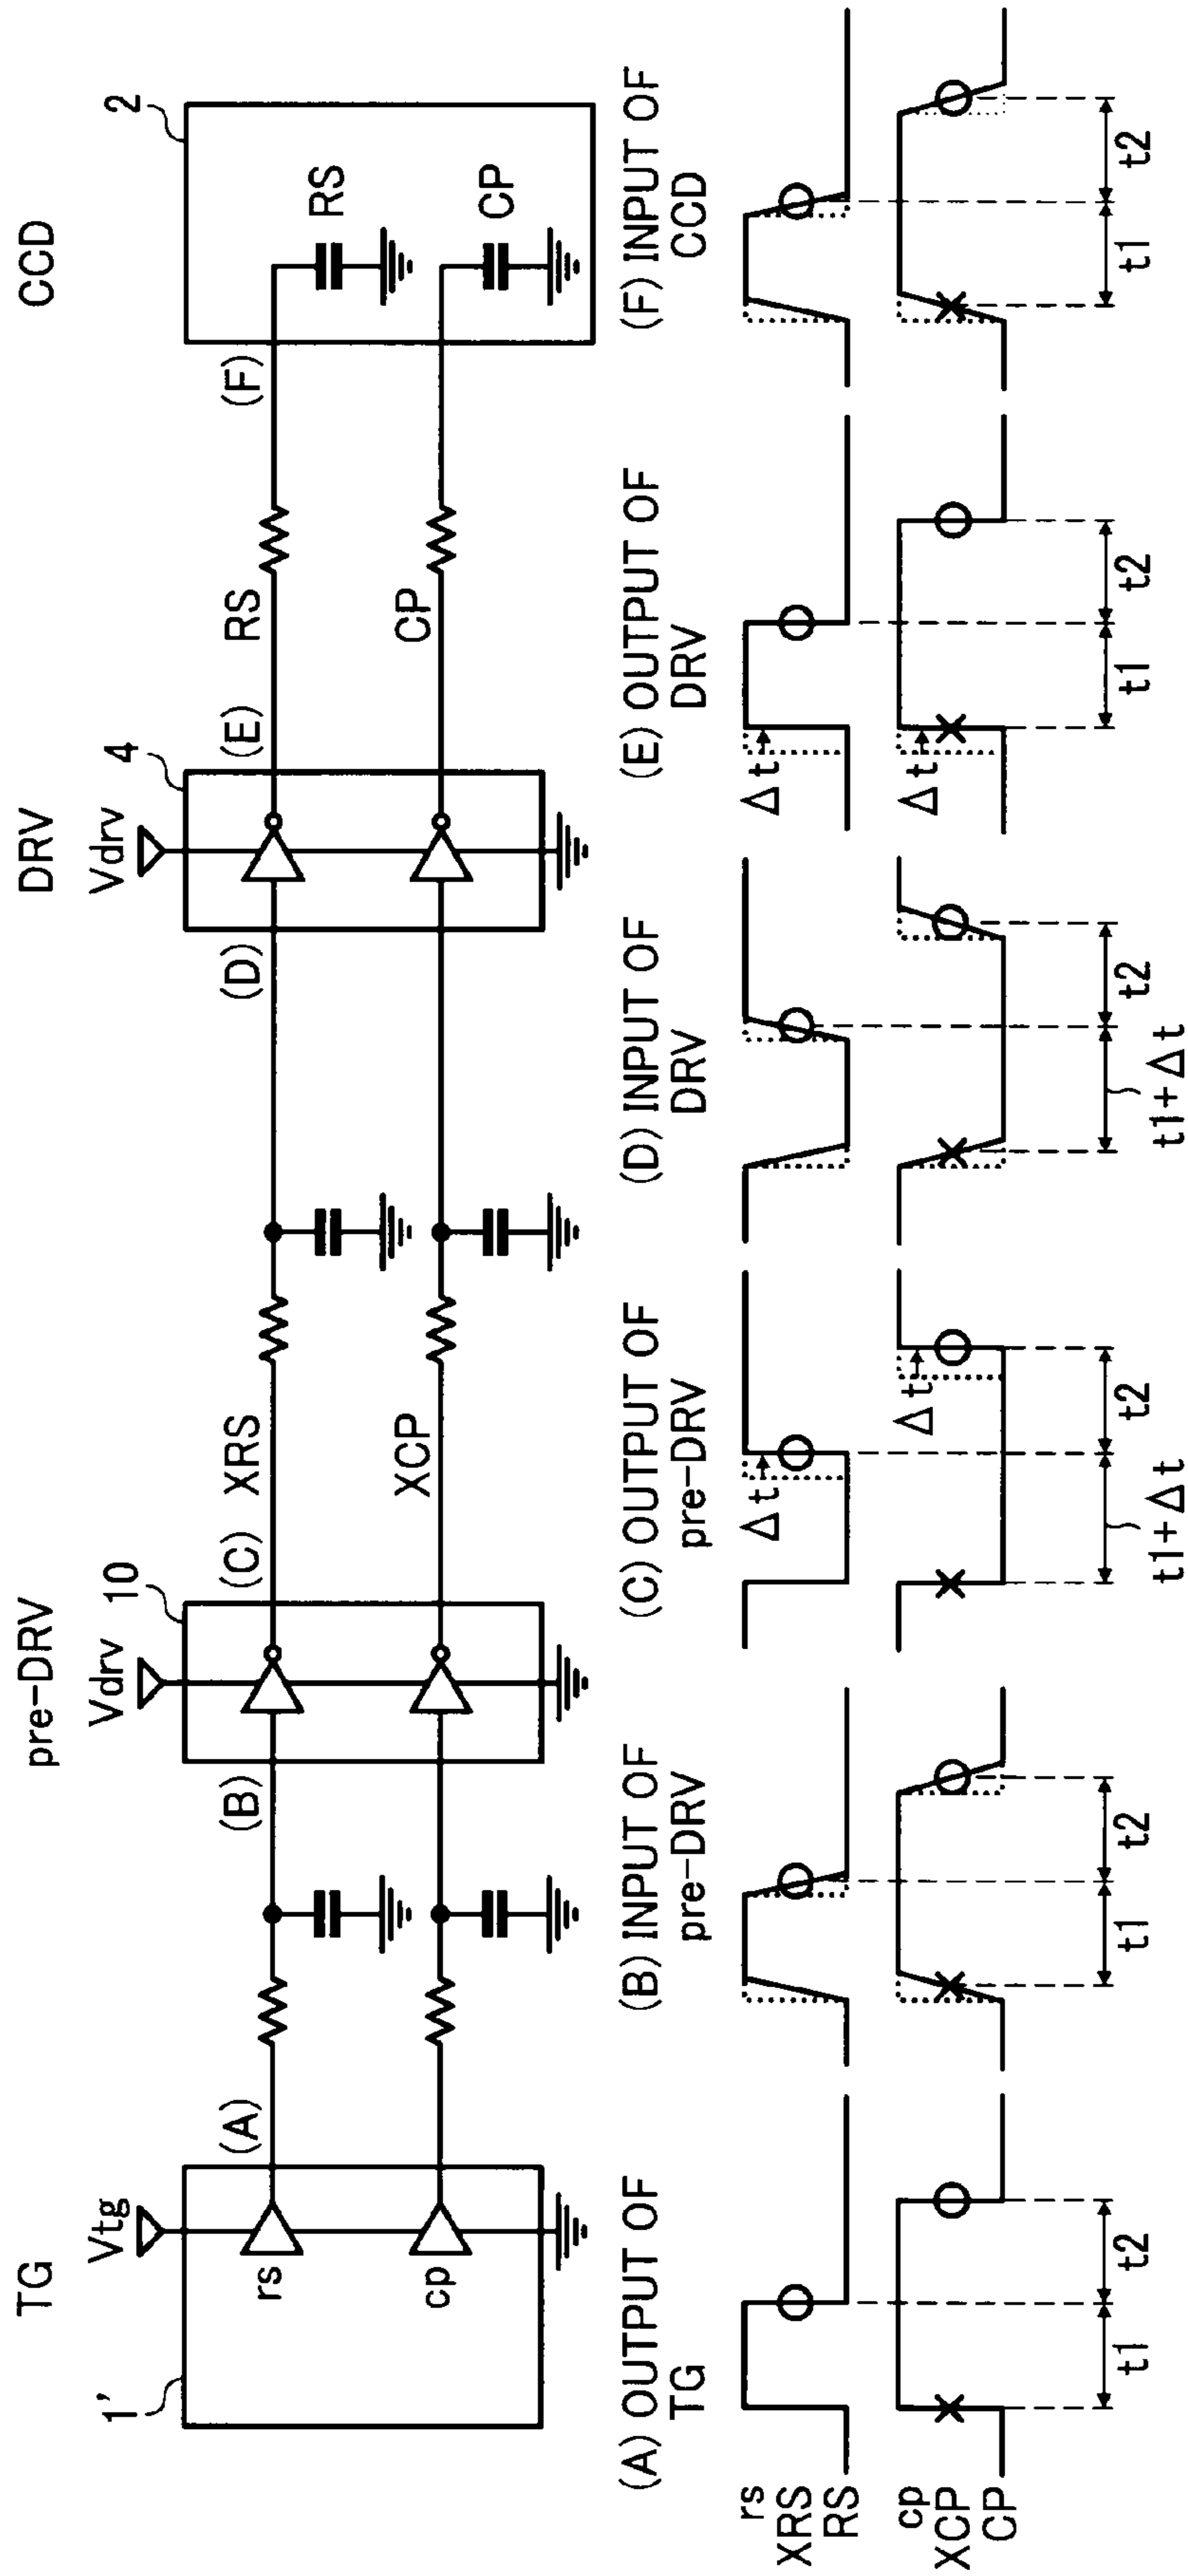 TG
pre-DRV
DRV
CCD
Vtg
Vdrv
Vdrv
1'
10
4
2
rs
cp
(A)
(B)
(C) XRS
XCP
(D)
(E) RS
CP
(F)
RS
CP
(A) OUTPUT OF
TG
(B) INPUT OF
pre-DRV
(C) OUTPUT OF
pre-DRV
(D) INPUT OF
DRV
(E) OUTPUT OF
DRV
(F) INPUT OF
CCD
rs
XRS
RS
cp
XCP
CP
Δt
Δt
Δt
Δt
t1 t2
t1 t2
t1+Δt t2
t1+Δt t2
t1 t2
t1 t2